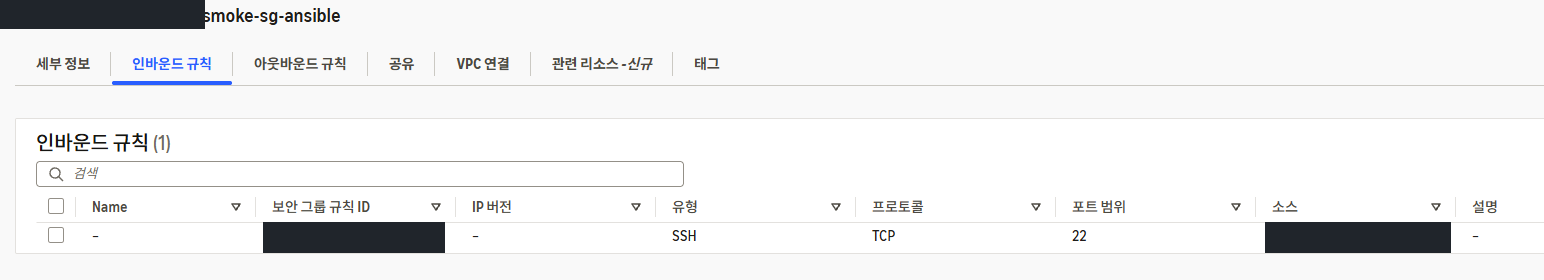 smoke-sg-ansible
세부 정보 인바운드 규칙 아웃바운드 규칙 공유 VPC 연결 관련 리소스 -신규 태그
인바운드 규칙 (1)
검색
Name 보안 그룹 규칙 ID IP 버전 유형 프로토콜 포트 범위 소스 설명
– – SSH TCP 22 –